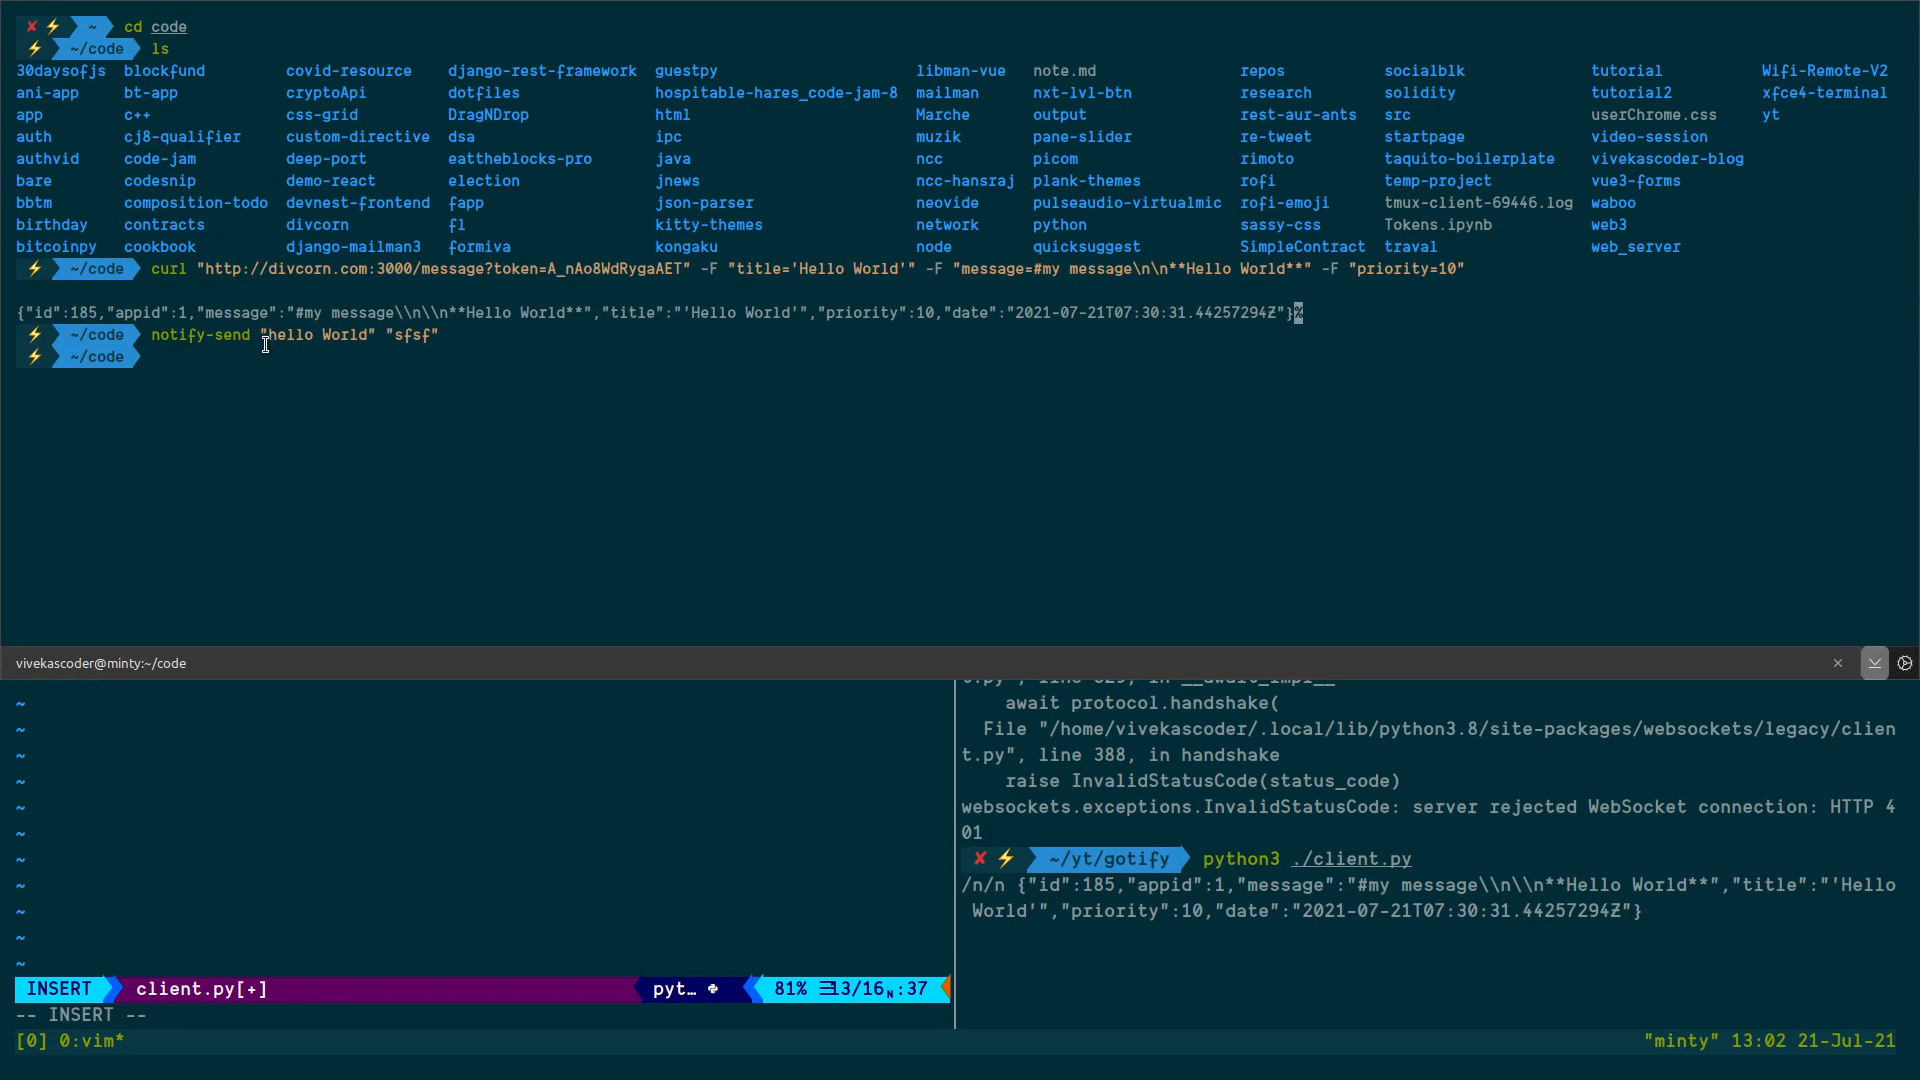 ✘ ⚡ ~ cd code
⚡ ~/code ls
30daysofjs blockfund covid-resource django-rest-framework guestpy libman-vue note.md repos socialblk tutorial Wifi-Remote-V2
ani-app bt-app cryptoApi dotfiles hospitable-hares_code-jam-8 mailman nxt-lvl-btn research solidity tutorial2 xfce4-terminal
app c++ css-grid DragNDrop html Marche output rest-aur-ants src userChrome.css yt
auth cj8-qualifier custom-directive dsa ipc muzik pane-slider re-tweet startpage video-session
authvid code-jam deep-port eattheblocks-pro java ncc picom rimoto taquito-boilerplate vivekascoder-blog
bare codesnip demo-react election jnews ncc-hansraj plank-themes rofi temp-project vue3-forms
bbtm composition-todo devnest-frontend fapp json-parser neovide pulseaudio-virtualmic rofi-emoji tmux-client-69446.log waboo
birthday contracts divcorn fl kitty-themes network python sassy-css Tokens.ipynb web3
bitcoinpy cookbook django-mailman3 formiva kongaku node quicksuggest SimpleContract traval web_server
⚡ ~/code curl "http://divcorn.com:3000/message?token=A_nAo8WdRygaAET" -F "title='Hello World'" -F "message=#my message\n\n**Hello World**" -F "priority=10"
{"id":185,"appid":1,"message":"#my message\\n\\n**Hello World**","title":"'Hello World'","priority":10,"date":"2021-07-21T07:30:31.44257294Z"}%
⚡ ~/code notify-send "hello World" "sfsf"
⚡ ~/code
vivekascoder@minty:~/code
~
~
~
~
~
~
~
~
~
~
~
INSERT client.py[+] pyt… 81% ☰13/16 N:37
-- INSERT --
await protocol.handshake(
File "/home/vivekascoder/.local/lib/python3.8/site-packages/websockets/legacy/clien
t.py", line 388, in handshake
raise InvalidStatusCode(status_code)
websockets.exceptions.InvalidStatusCode: server rejected WebSocket connection: HTTP 4
01
✘ ⚡ ~/yt/gotify python3 ./client.py
/n/n {"id":185,"appid":1,"message":"#my message\\n\\n**Hello World**","title":"'Hello
World'","priority":10,"date":"2021-07-21T07:30:31.44257294Z"}
[0] 0:vim* "minty" 13:02 21-Jul-21